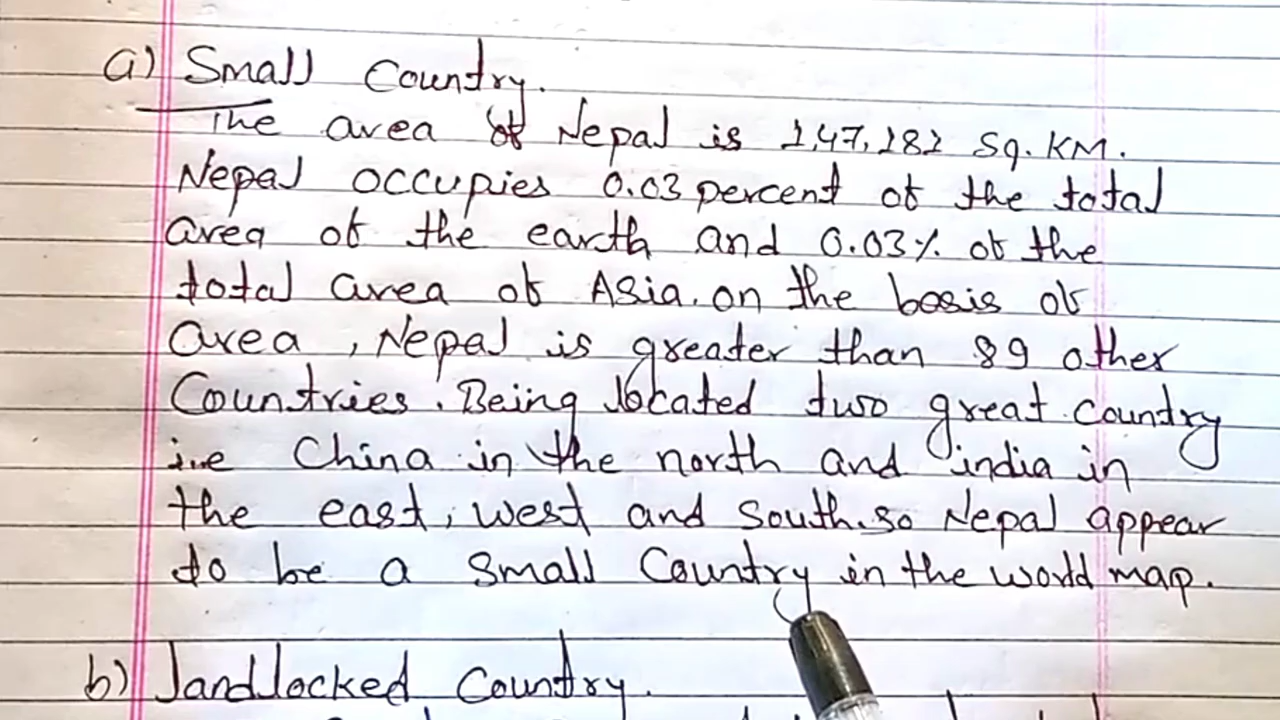 a) Small Country.
The area of Nepal is 1,47,181 Sq. KM.
Nepal occupies 0.03 percent of the total
area of the earth and 0.03% of the
total area of Asia. on the basis of
area, Nepal is greater than 89 other
Countries. Being located two great country
i.e China in the north and india in
the east, west and South. so Nepal appear
to be a small Country in the world map.
b) landlocked Country.